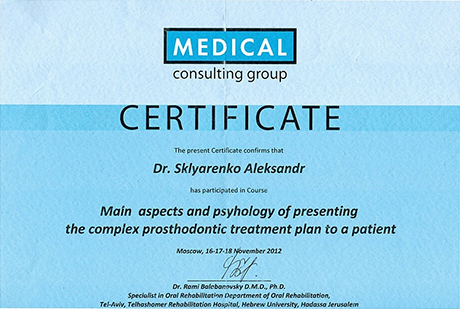 MEDICAL
consulting group
CERTIFICATE
The present Certificate confirms that
Dr. Sklyarenko Aleksandr
has participated in Course
Main aspects and psyhology of presenting
the complex prosthodontic treatment plan to a patient
Moscow, 16-17-18 November 2012
Dr. Rami Balabanovsky D.M.D., Ph.D.
Specialist in Oral Rehabilitation Department of Oral Rehabilitation,
Tel-Aviv, Telhashomer Rehabilitation Hospital, Hebrew University, Hadassa Jerusalem